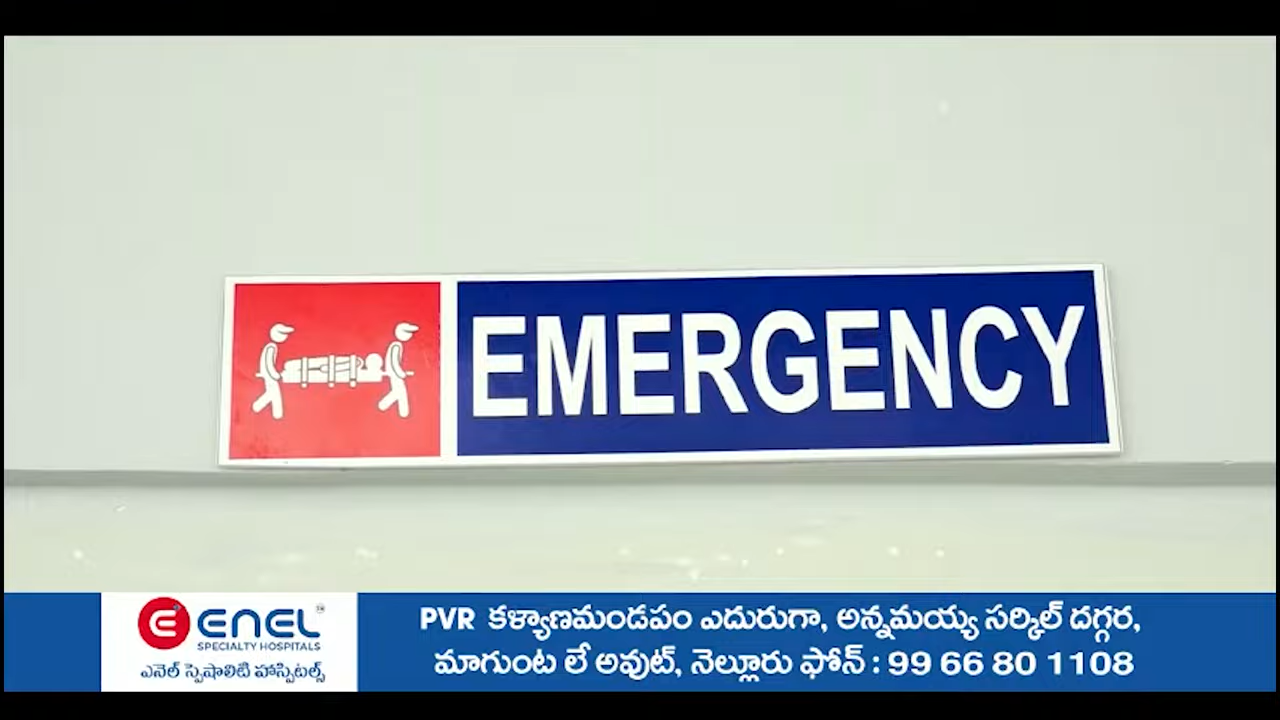 EMERGENCY
ENEL
SPECIALTY HOSPITALS
ఎనెల్ స్పెషాలిటి హాస్పిటల్స్
PVR కళ్యాణమండపం ఎదురుగా, అన్నమయ్య సర్కిల్ దగ్గర,
మాగుంట లే అవుట్, నెల్లూరు ఫోన్ : 99 66 80 1108